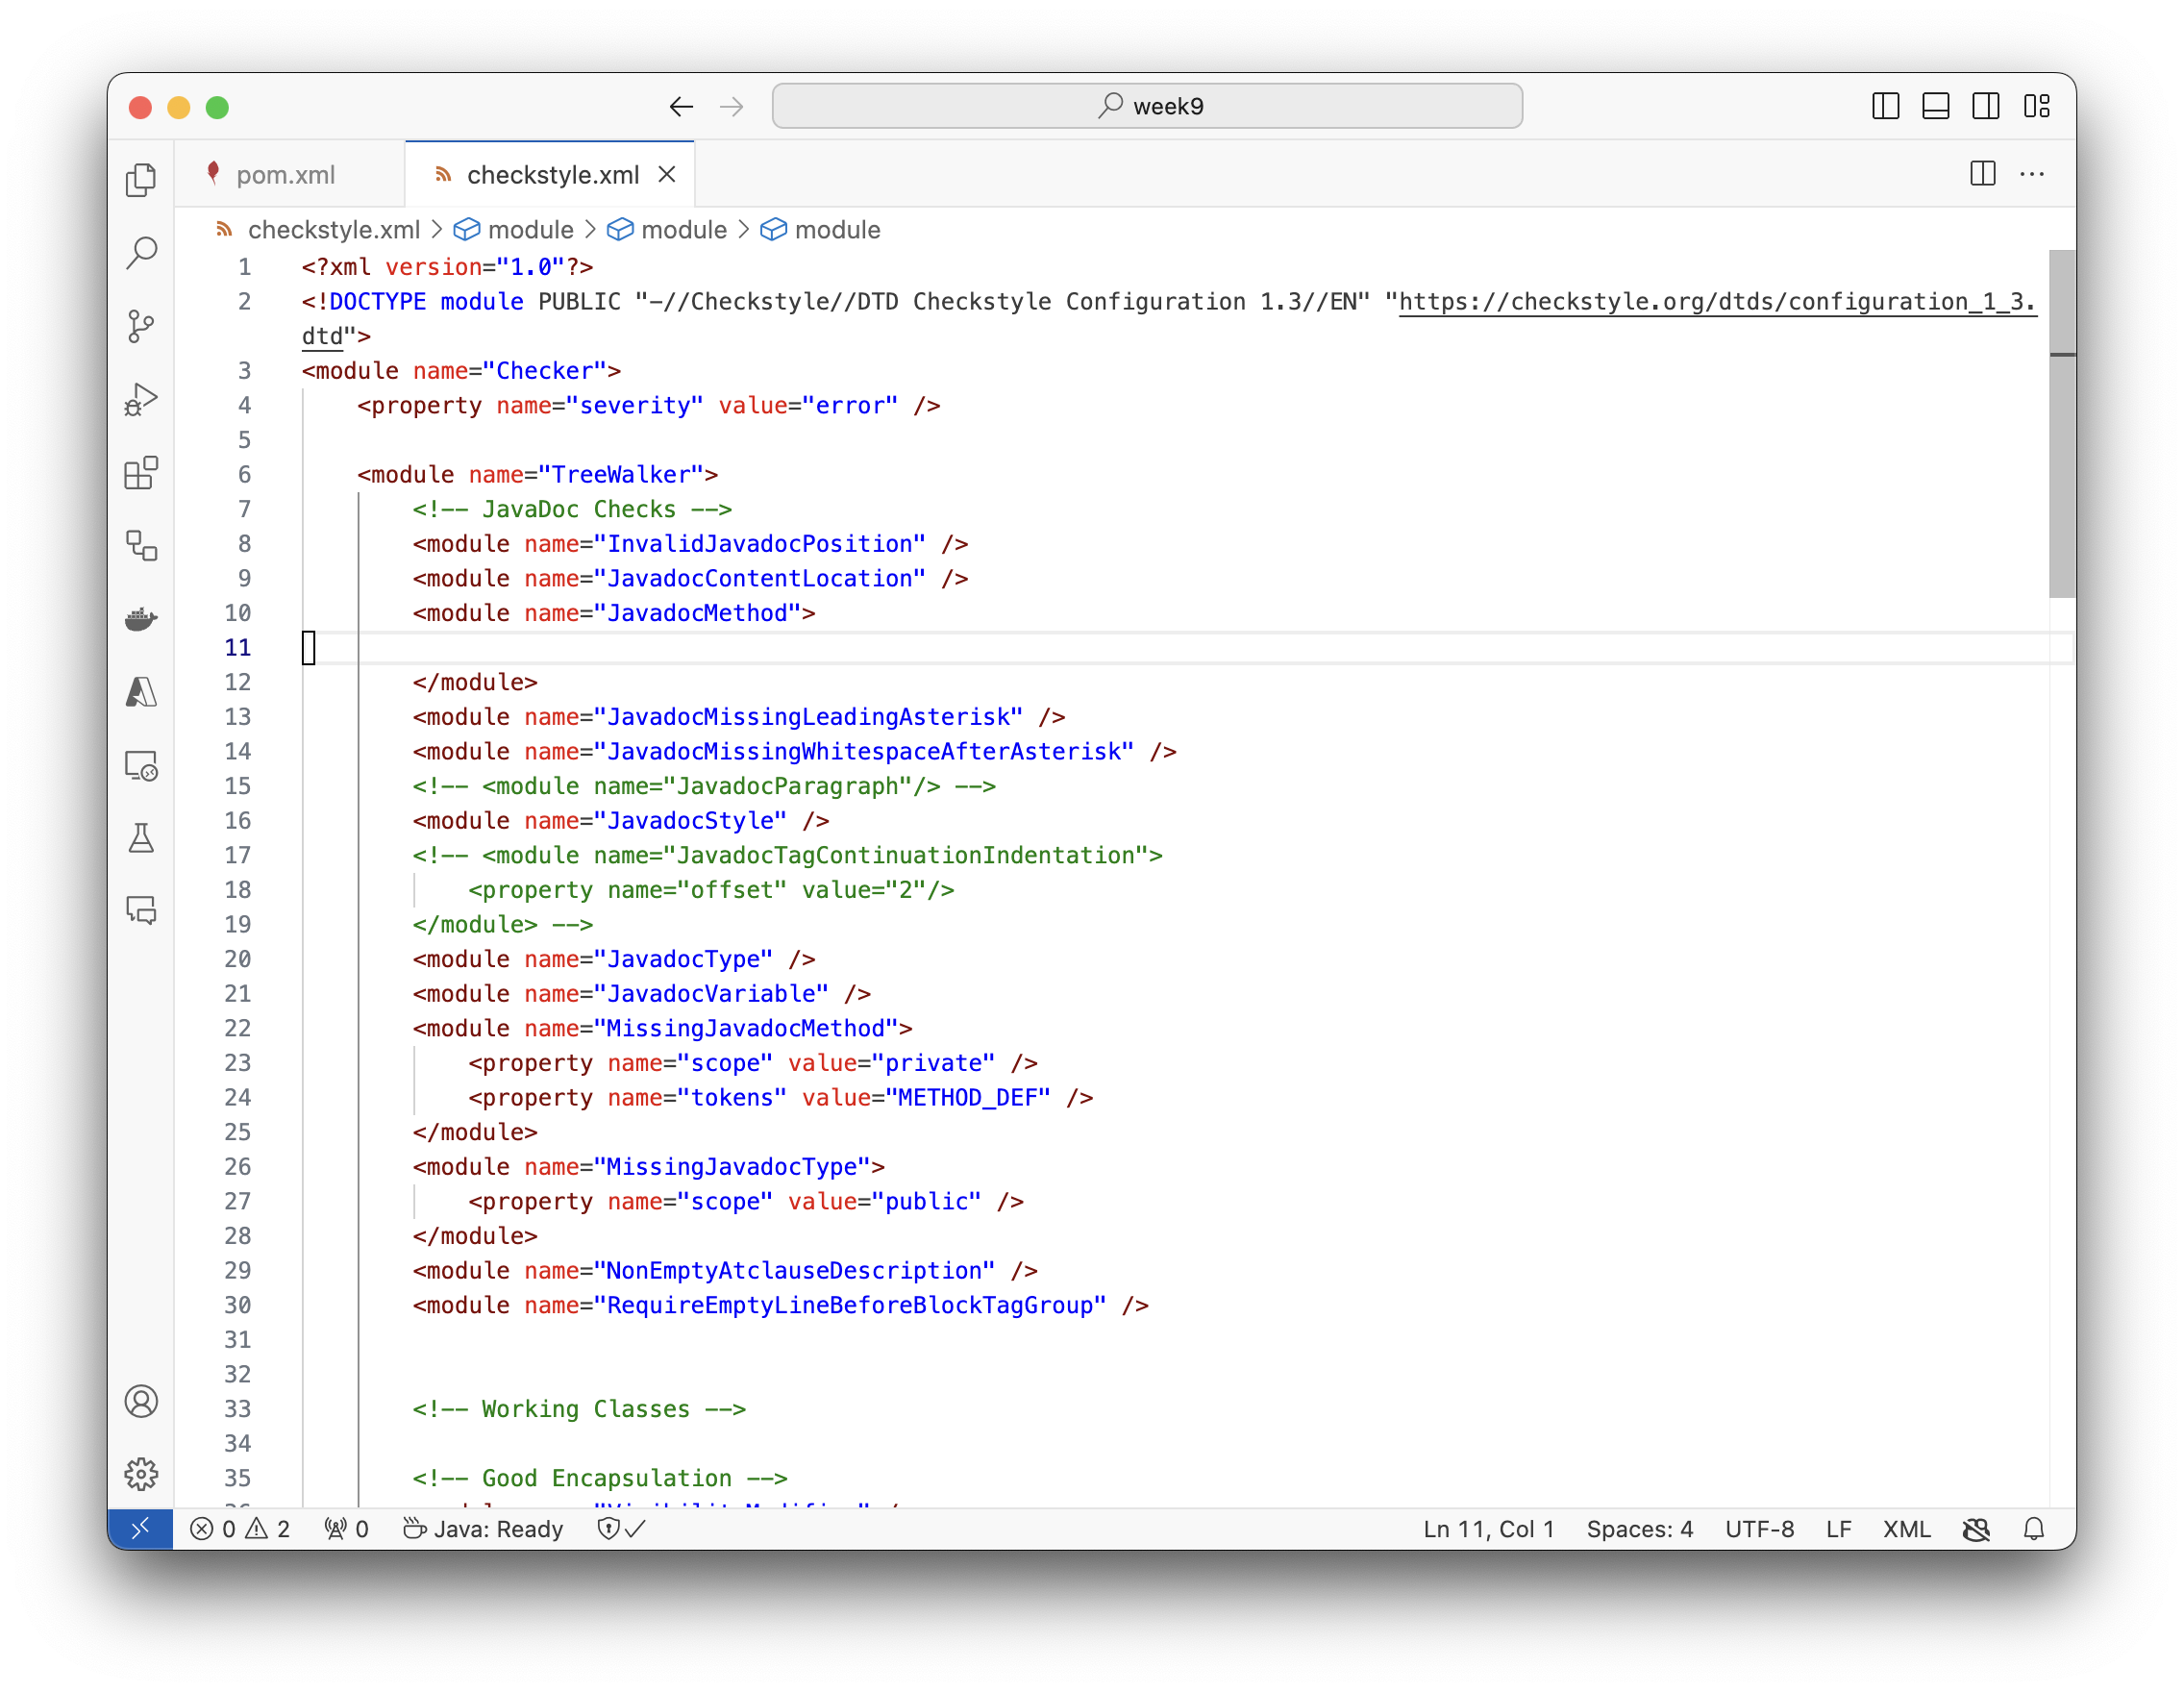 week9
pom.xml
checkstyle.xml
checkstyle.xml > module > module > module
1 <?xml version="1.0"?>
2 <!DOCTYPE module PUBLIC "-//Checkstyle//DTD Checkstyle Configuration 1.3//EN" "https://checkstyle.org/dtds/configuration_1_3.
dtd">
3 <module name="Checker">
4     <property name="severity" value="error" />
5
6     <module name="TreeWalker">
7         <!-- JavaDoc Checks -->
8         <module name="InvalidJavadocPosition" />
9         <module name="JavadocContentLocation" />
10         <module name="JavadocMethod">
11
12         </module>
13         <module name="JavadocMissingLeadingAsterisk" />
14         <module name="JavadocMissingWhitespaceAfterAsterisk" />
15         <!-- <module name="JavadocParagraph"/> -->
16         <module name="JavadocStyle" />
17         <!-- <module name="JavadocTagContinuationIndentation">
18             <property name="offset" value="2"/>
19         </module> -->
20         <module name="JavadocType" />
21         <module name="JavadocVariable" />
22         <module name="MissingJavadocMethod">
23             <property name="scope" value="private" />
24             <property name="tokens" value="METHOD_DEF" />
25         </module>
26         <module name="MissingJavadocType">
27             <property name="scope" value="public" />
28         </module>
29         <module name="NonEmptyAtclauseDescription" />
30         <module name="RequireEmptyLineBeforeBlockTagGroup" />
31
32
33         <!-- Working Classes -->
34
35         <!-- Good Encapsulation -->
0 2 0 Java: Ready Ln 11, Col 1 Spaces: 4 UTF-8 LF XML